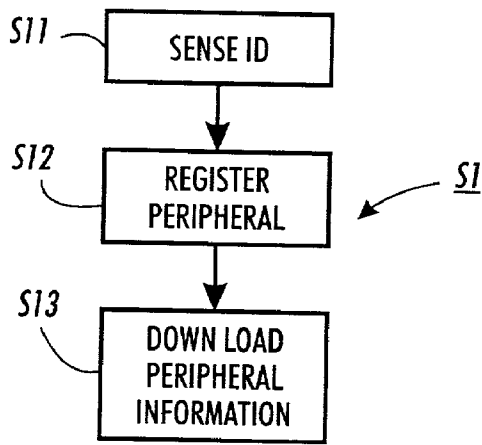 S11
SENSE ID
S12
REGISTER
PERIPHERAL
S1
S13
DOWN LOAD
PERIPHERAL
INFORMATION